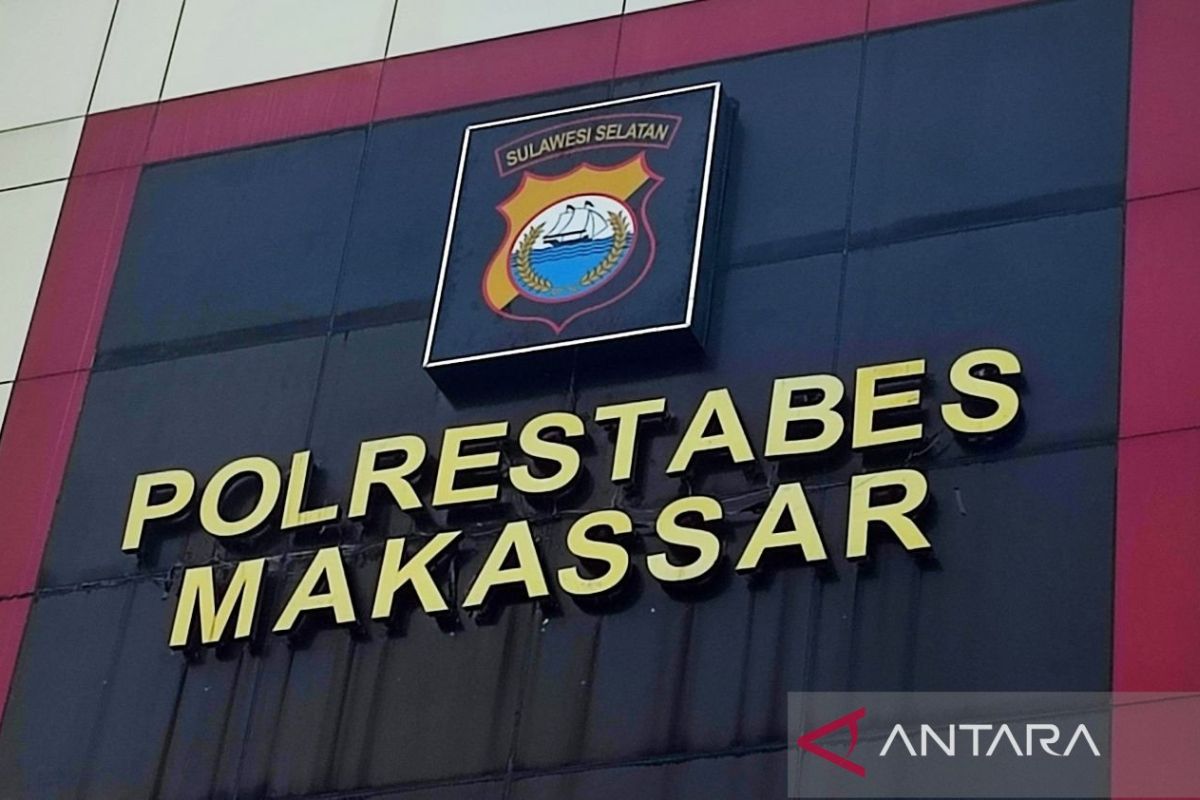 SULAWESI SELATAN
POLRESTABES
MAKASSAR
ANTARA